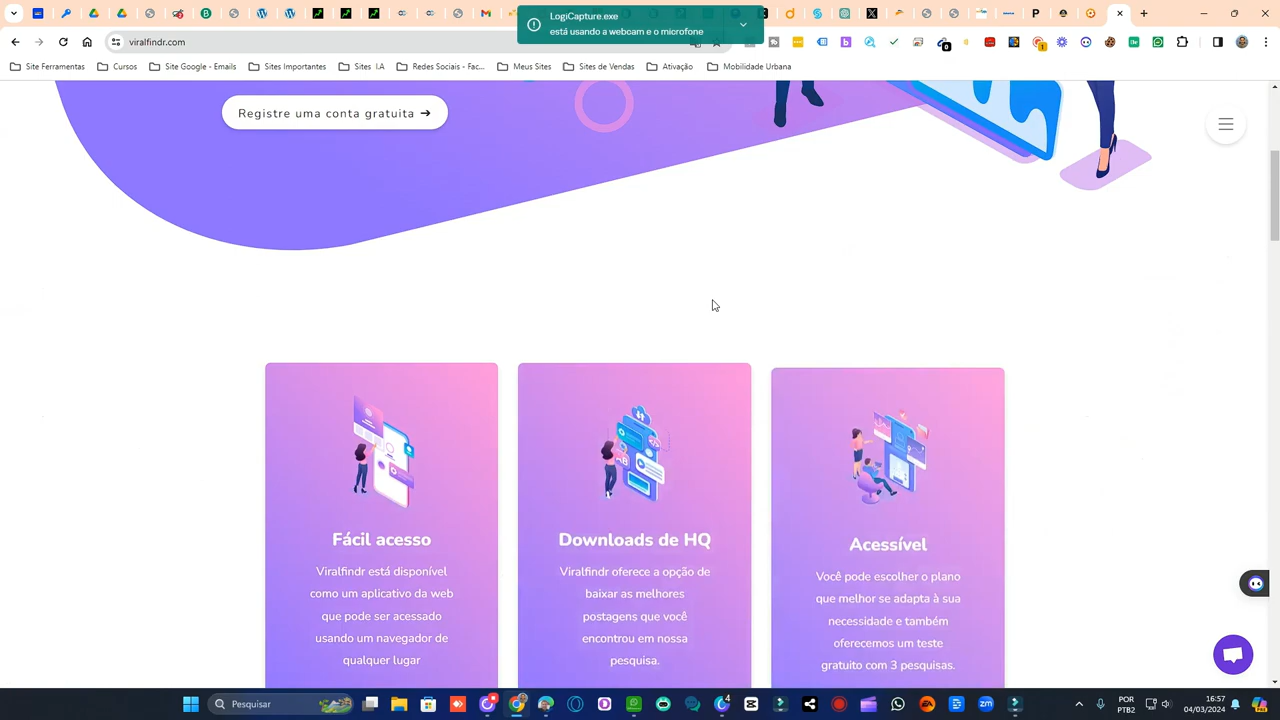 LogiCapture.exe
está usando a webcam e o microfone
viralfindr.com
Site Ferramentas
Cursos
Site Google - Emails
Sites Importantes
Sites I.A
Redes Sociais - Fac...
Meus Sites
Sites de Vendas
Ativação
Mobilidade Urbana
Registre uma conta gratuita ➔
Fácil acesso
Viralfindr está disponível
como um aplicativo da web
que pode ser acessado
usando um navegador de
qualquer lugar
Downloads de HQ
Viralfindr oferece a opção de
baixar as melhores
postagens que você
encontrou em nossa
pesquisa.
Acessível
Você pode escolher o plano
que melhor se adapta à sua
necessidade e também
oferecemos um teste
gratuito com 3 pesquisas.
Pesquisar
POR
PTB2
16:57
04/03/2024